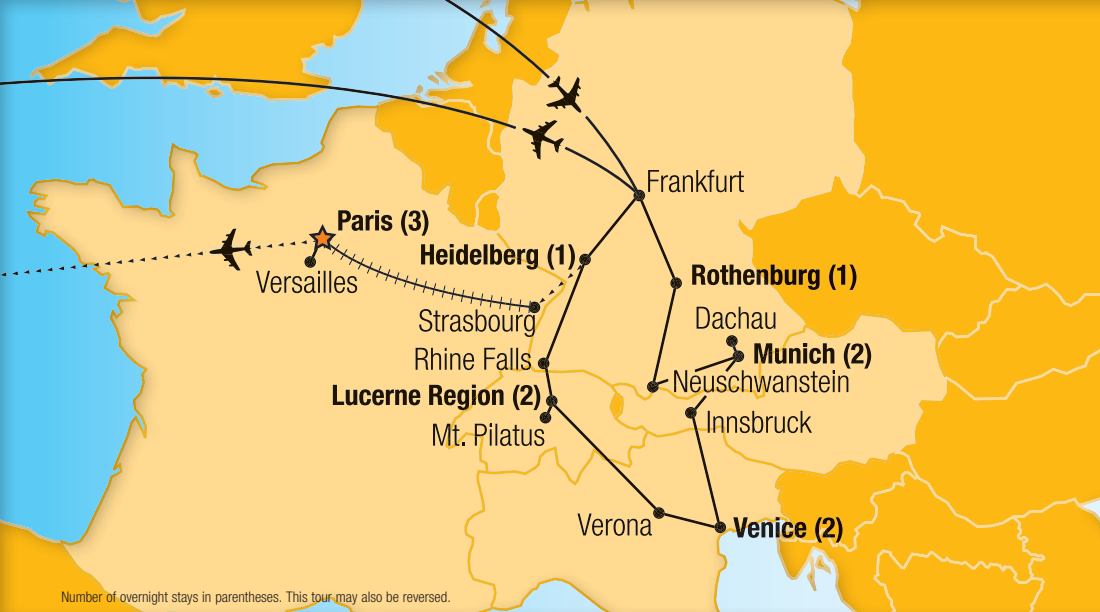 Frankfurt
Paris (3)
Heidelberg (1)
Versailles
Rothenburg (1)
Strasbourg
Dachau
Rhine Falls
Munich (2)
Neuschwanstein
Lucerne Region (2)
Innsbruck
Mt. Pilatus
Verona
Venice (2)
Number of overnight stays in parentheses. This tour may also be reversed.